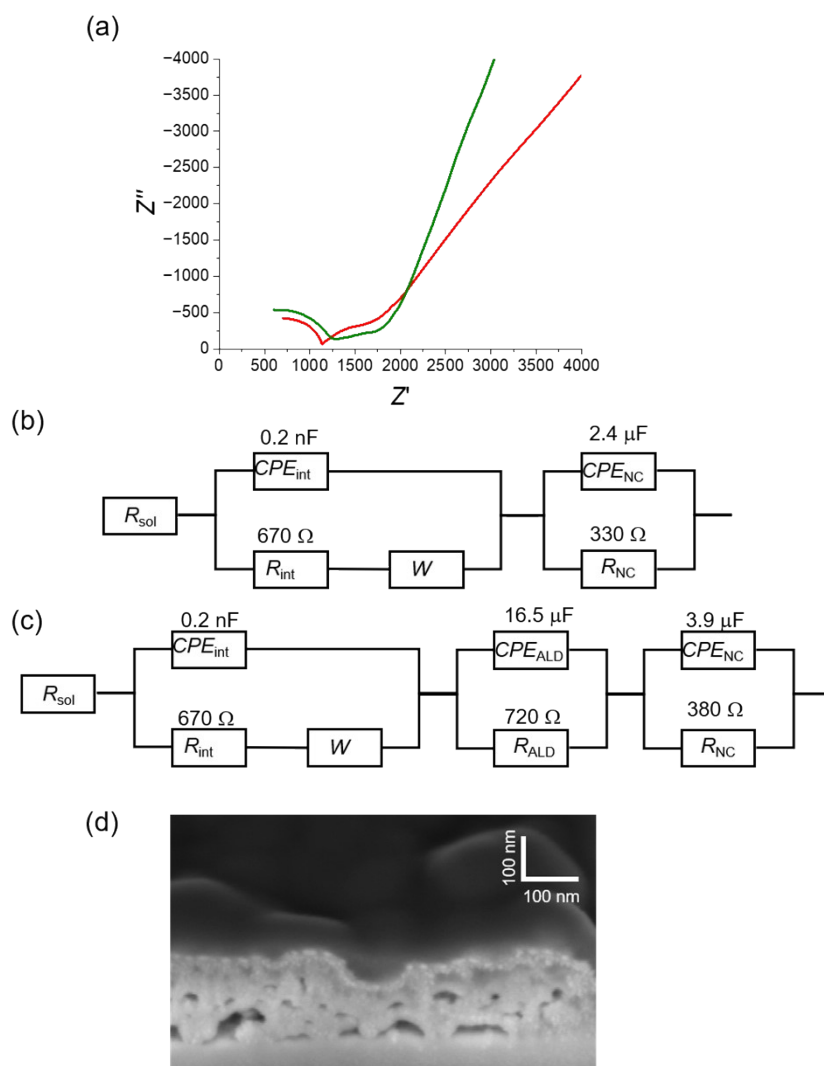 (a)
−4000
−3500
−3000
−2500
−2000
−1500
−1000
−500
0
Z''
0 500 1000 1500 2000 2500 3000 3500 4000
Z'
(b)
0.2 nF 2.4 μF
CPEint CPENC
Rsol
670 Ω 330 Ω
Rint W RNC
(c)
0.2 nF 16.5 μF 3.9 μF
CPEint CPEALD CPENC
Rsol
670 Ω 720 Ω 380 Ω
Rint W RALD RNC
(d)
100 nm
100 nm